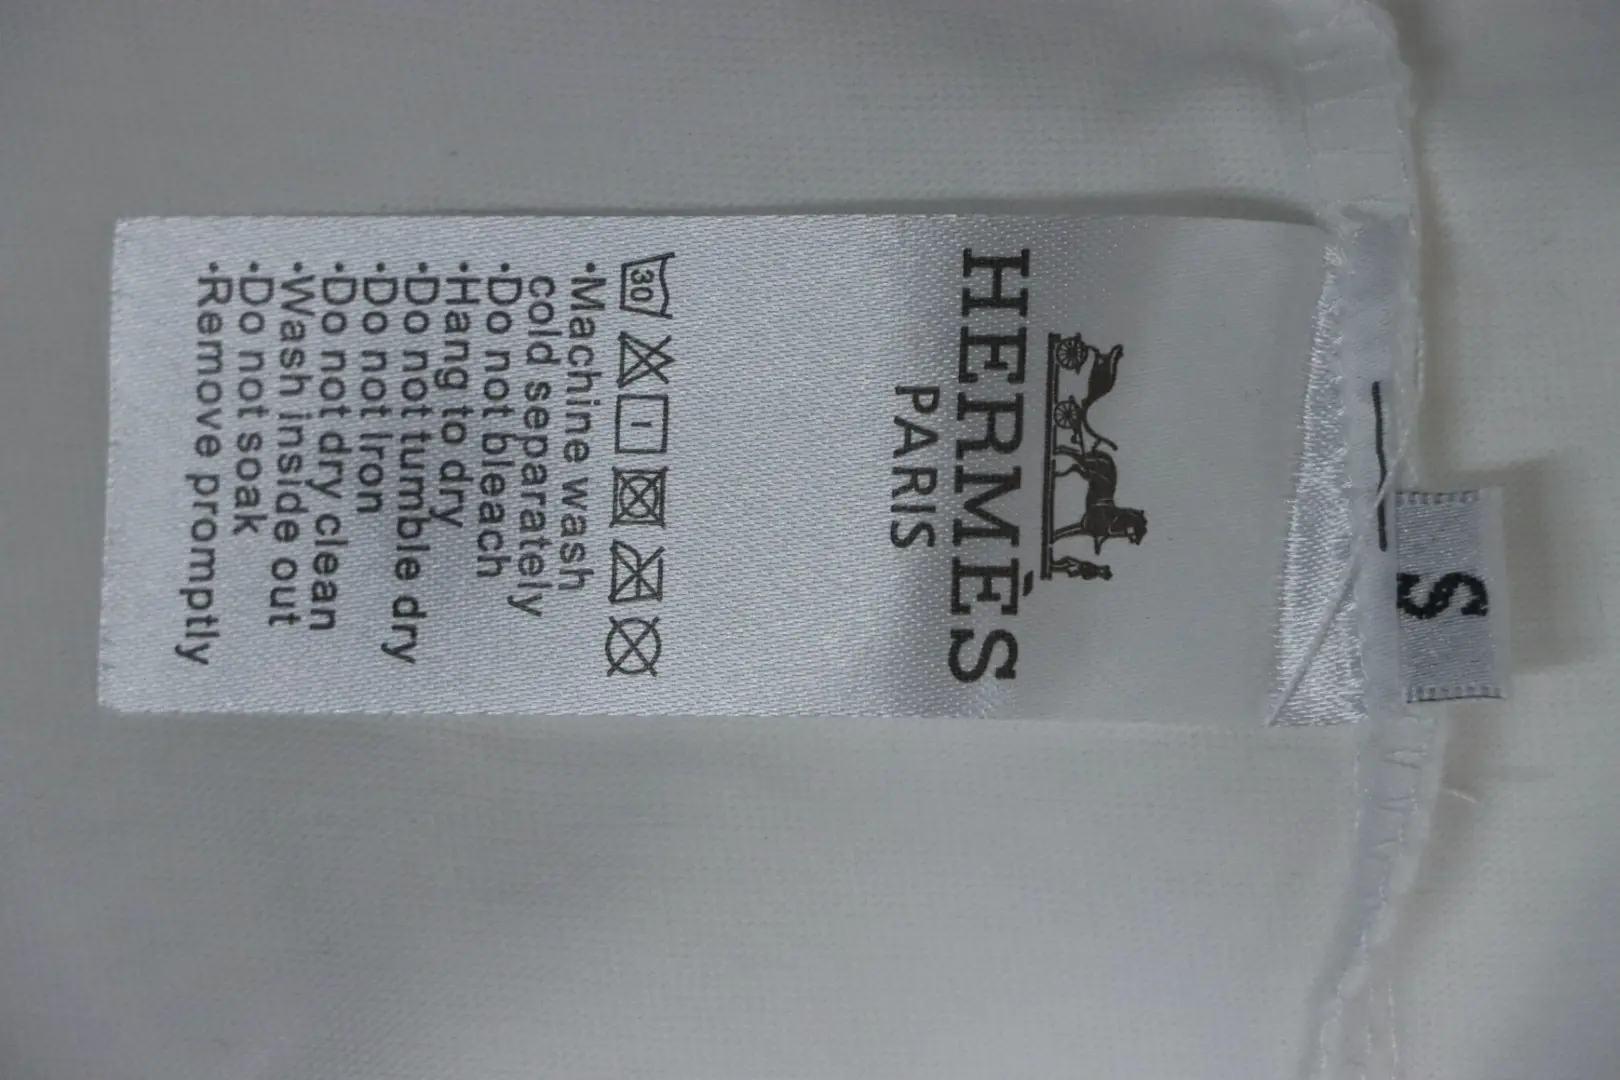 S
HERMÈS
PARIS
30
•Machine wash
cold separately
•Do not bleach
•Hang to dry
•Do not tumble dry
•Do not Iron
•Do not dry clean
•Wash inside out
•Do not soak
•Remove promptly